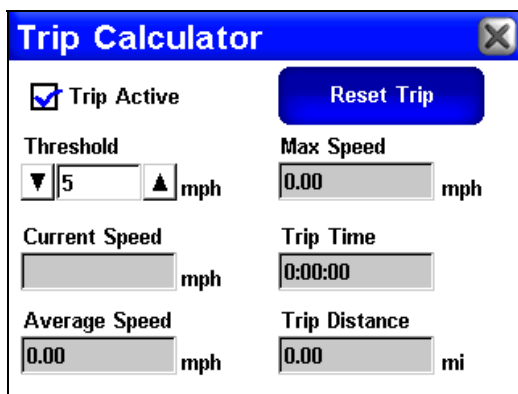 Trip Calculator
Trip Active
Reset Trip
Threshold
Max Speed
5 mph
0.00 mph
Current Speed
Trip Time
mph
0:00:00
Average Speed
Trip Distance
0.00 mph
0.00 mi